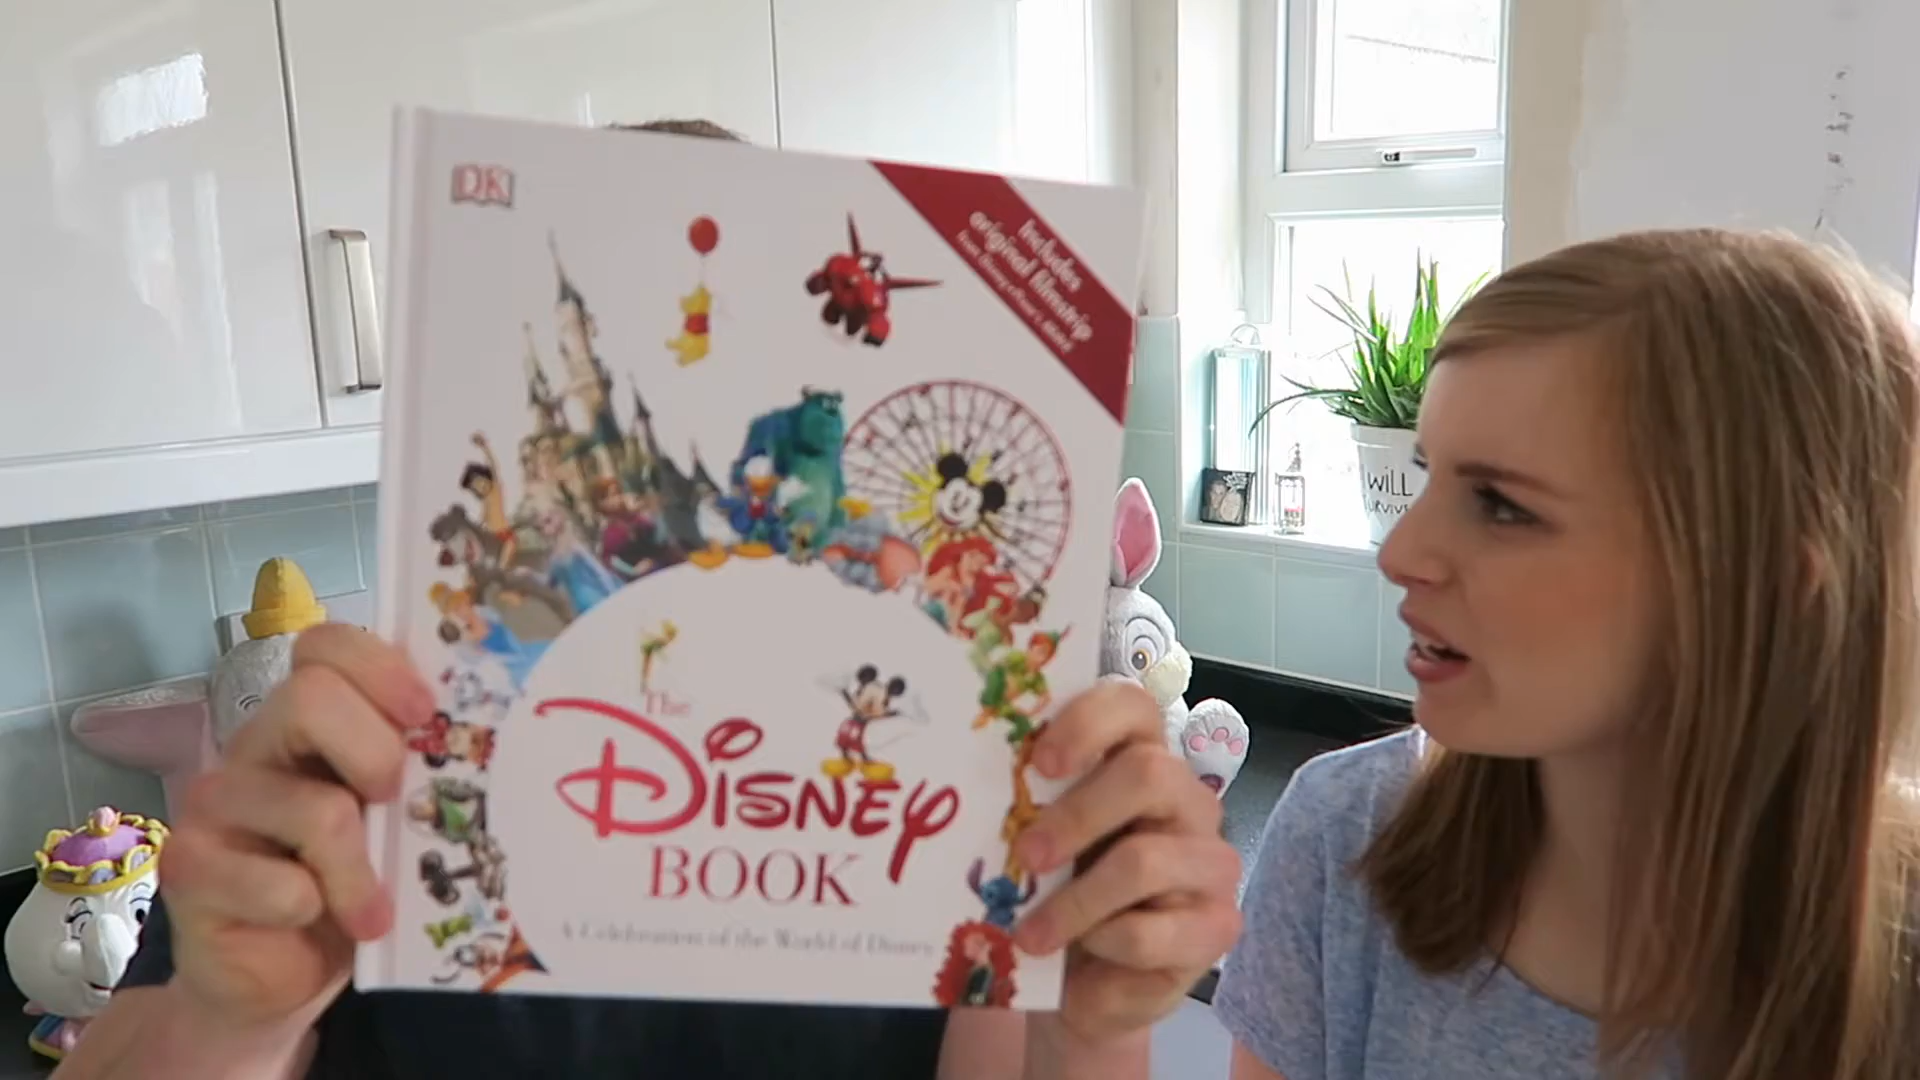 DK
Includes
original filmstrip
The
DISNEY
BOOK
A Celebration of the World of Disney
WiLL
SURVIVE